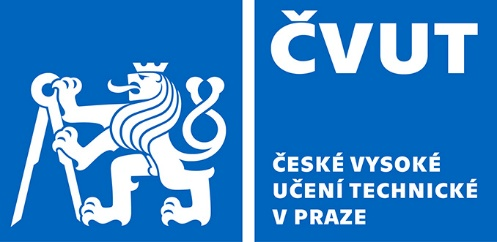 ČVUT
ČESKÉ VYSOKÉ
UČENÍ TECHNICKÉ
V PRAZE